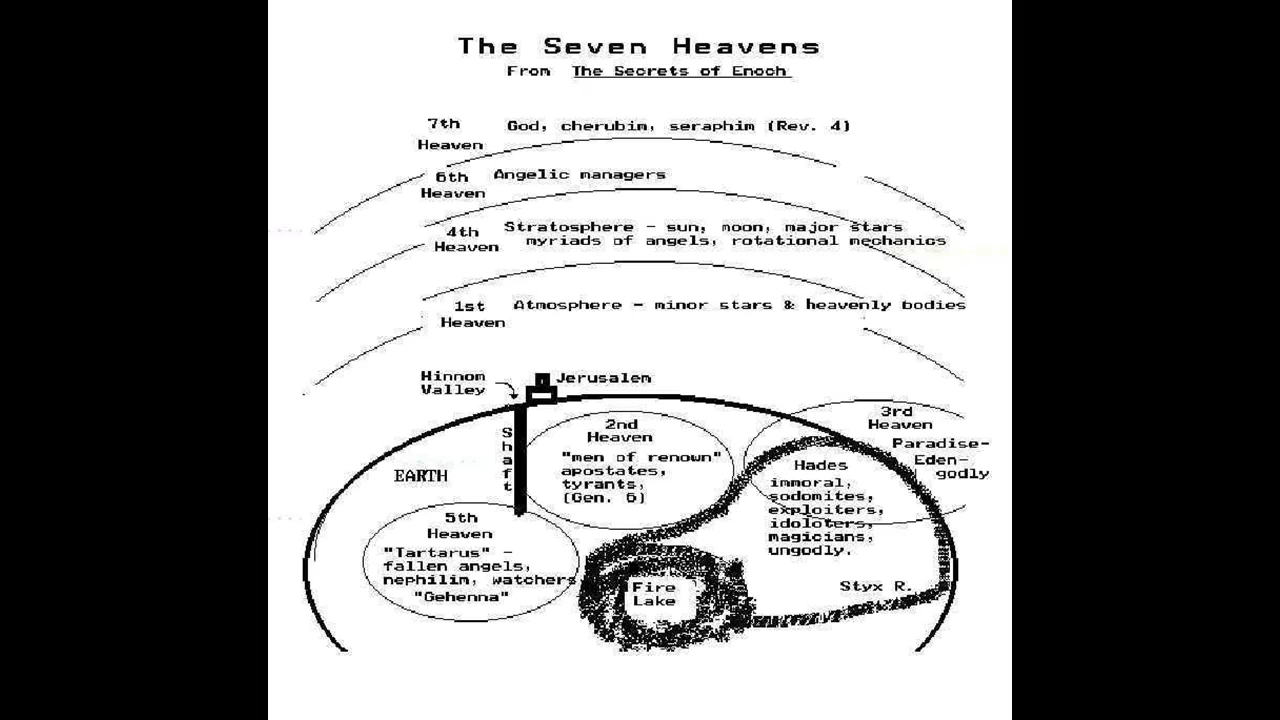 The Seven Heavens
From The Secrets of Enoch
7th
Heaven
God, cherubim, seraphim (Rev. 4)
6th
Heaven
Angelic managers
4th
Heaven
Stratosphere - sun, moon, major stars
myriads of angels, rotational mechanics
1st
Heaven
Atmosphere - minor stars & heavenly bodies
Hinnom
Valley
Jerusalem
Shaft
EARTH
2nd
Heaven
"men of renown"
apostates,
tyrants,
(Gen. 6)
3rd
Heaven
Paradise-
Eden-
godly
Hades
immoral,
sodomites,
exploiters,
idoloters,
magicians,
ungodly.
5th
Heaven
"Tartarus" -
fallen angels,
nephilim, watchers
"Gehenna"
Fire
Lake
Styx R.